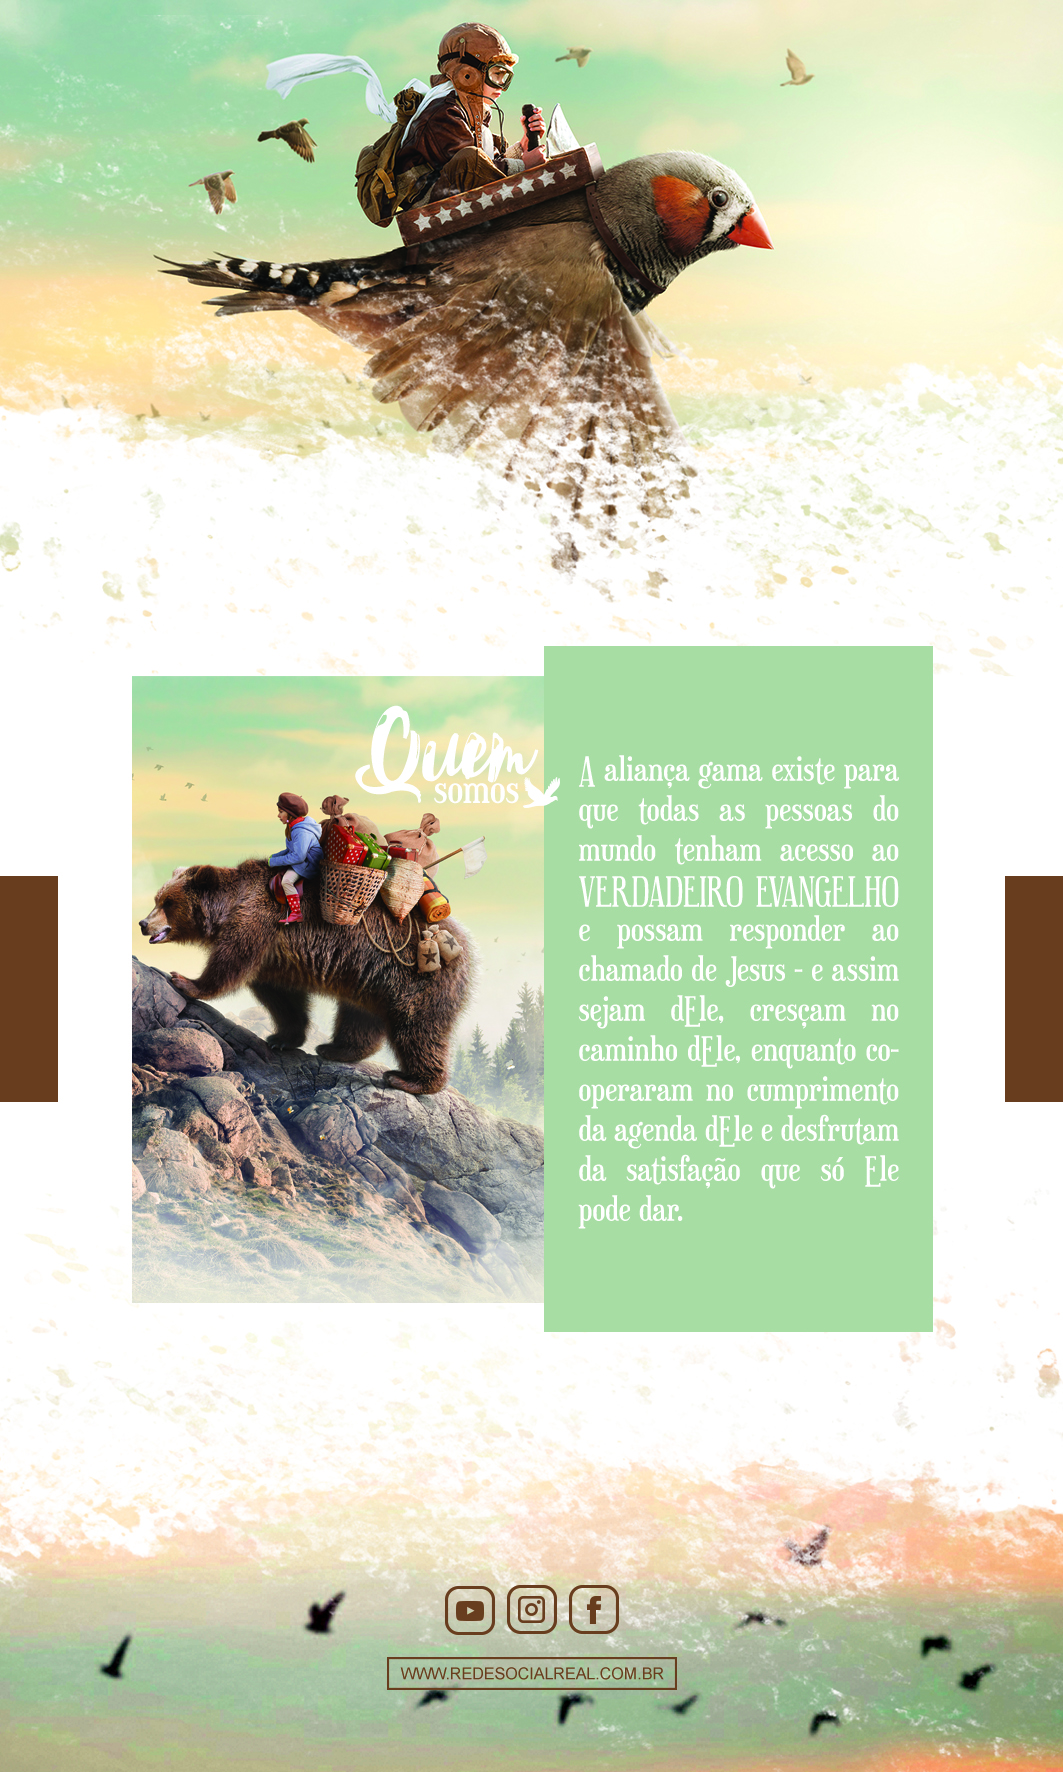 Quem
somos
A aliança gama existe para
que todas as pessoas do
mundo tenham acesso ao
VERDADEIRO EVANGELHO
e possam responder ao
chamado de Jesus - e assim
sejam dEle, cresçam no
caminho dEle, enquanto co-
operaram no cumprimento
da agenda dEle e desfrutam
da satisfação que só Ele
pode dar.
WWW.REDESOCIALREAL.COM.BR